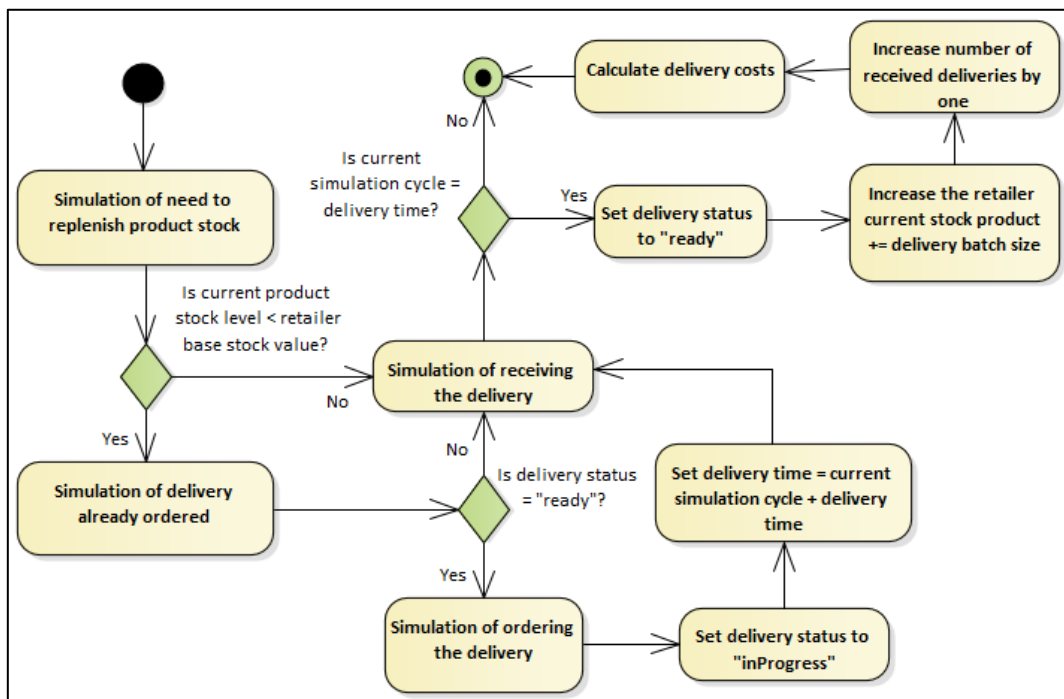 Simulation of need to
replenish product stock
Is current product
stock level < retailer
base stock value?
No
Yes
Simulation of delivery
already ordered
Is delivery status
= "ready"?
No
Yes
Simulation of ordering
the delivery
Set delivery status to
"inProgress"
Set delivery time = current
simulation cycle + delivery
time
Simulation of receiving
the delivery
Is current
simulation cycle =
delivery time?
No
Yes
Set delivery status
to "ready"
Increase the retailer
current stock product
+= delivery batch size
Increase number of
received deliveries by
one
Calculate delivery costs